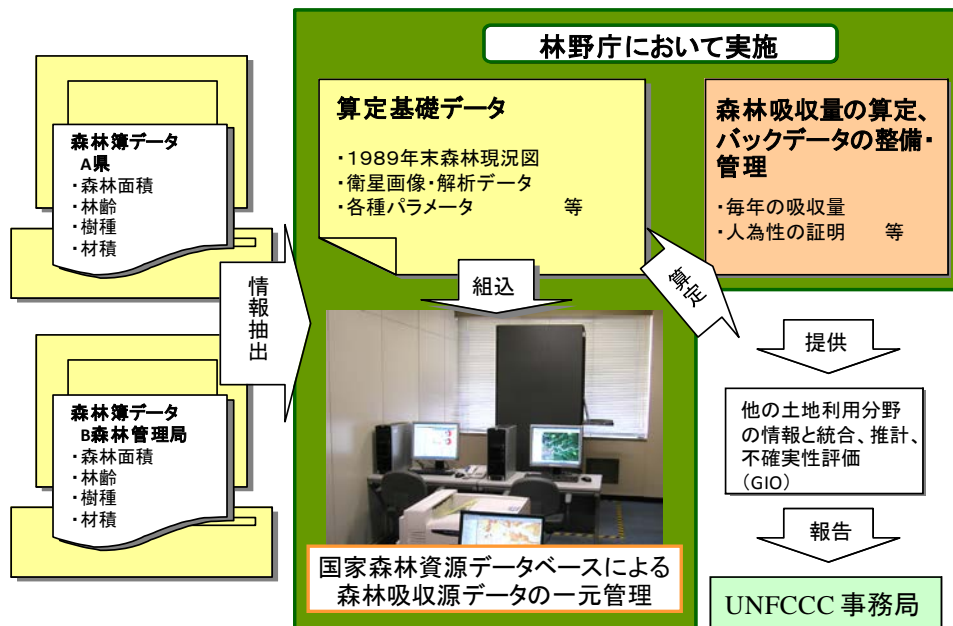 林野庁において実施
森林簿データ
A県
・森林面積
・林齢
・樹種
・材積
森林簿データ
B森林管理局
・森林面積
・林齢
・樹種
・材積
情報抽出
算定基礎データ
・1989年末森林現況図
・衛星画像・解析データ
・各種パラメータ 等
組込
国家森林資源データベースによる
森林吸収源データの一元管理
算定
森林吸収量の算定、
バックデータの整備・
管理
・毎年の吸収量
・人為性の証明 等
提供
他の土地利用分野
の情報と統合、推計、
不確実性評価
(GIO)
報告
UNFCCC 事務局